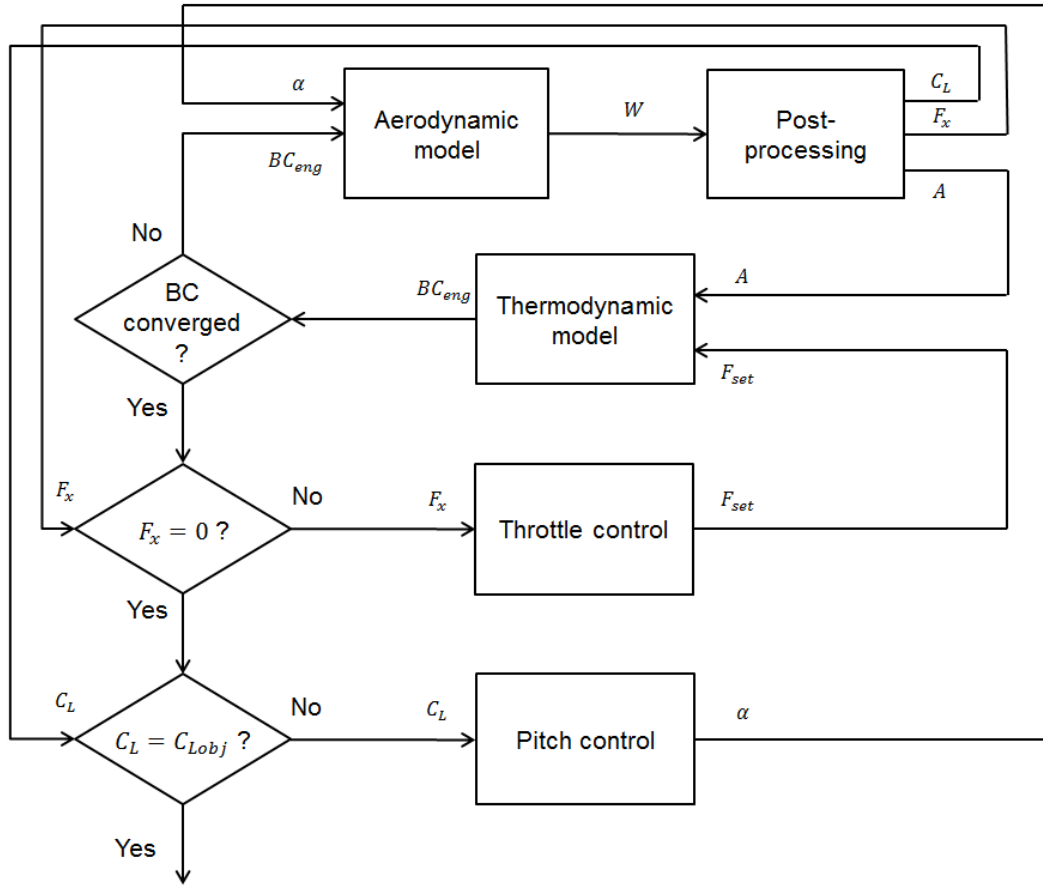 α
Aerodynamic
model
BC_eng
W
Post-
processing
C_L
F_x
A
No
BC
converged
?
BC_eng
Thermodynamic
model
A
F_set
Yes
F_x
F_x = 0 ?
No
F_x
Throttle control
F_set
Yes
C_L
C_L = C_Lobj ?
No
C_L
Pitch control
α
Yes